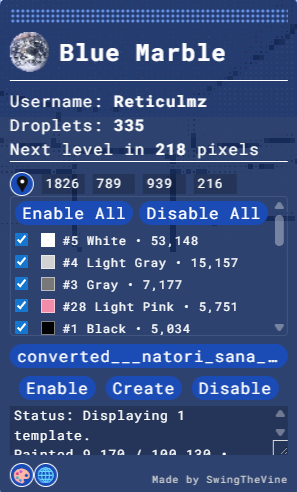 Blue Marble
Username: Reticulmz
Droplets: 335
Next level in 218 pixels
1826 789 939 216
Enable All Disable All
#5 White • 53,148
#4 Light Gray • 15,157
#3 Gray • 7,177
#28 Light Pink • 5,751
#1 Black • 5,034
converted___natori_sana_…
Enable Create Disable
Status: Displaying 1
template.
Painted 9,170 / 100,130 •
Made by SwingTheVine